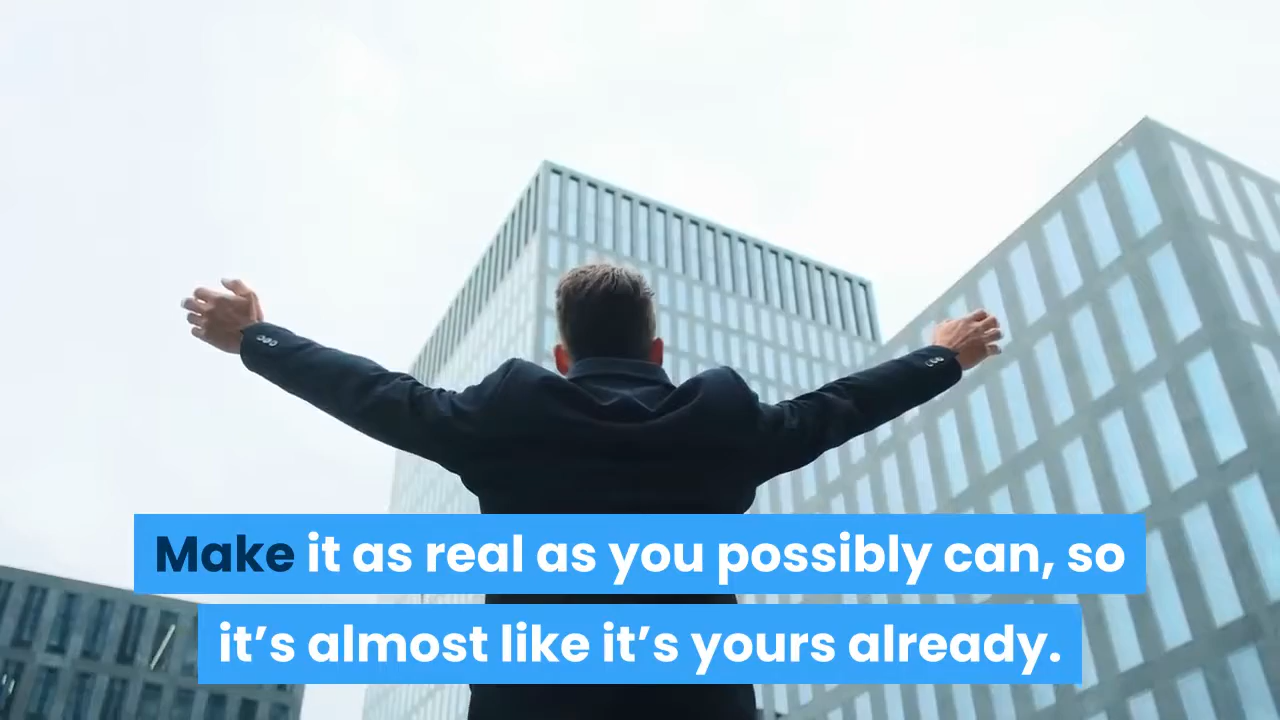 Make it as real as you possibly can, so
it’s almost like it’s yours already.